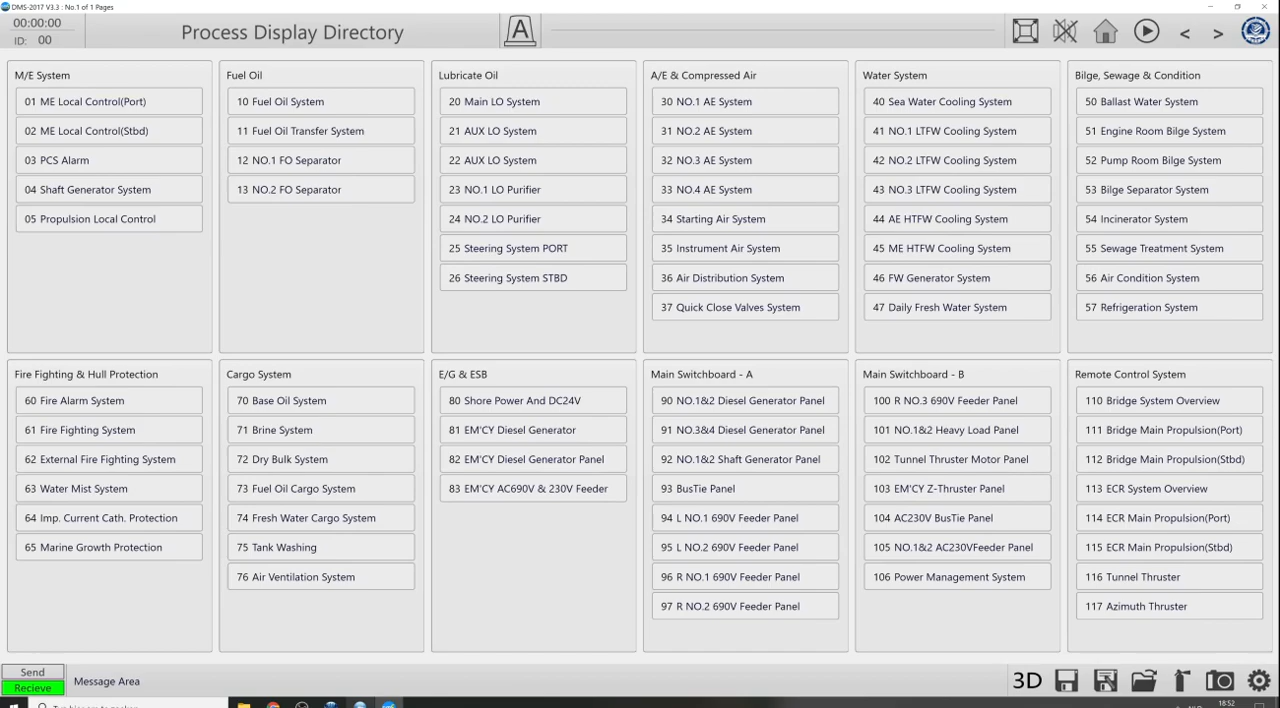 DMS-2017 V3.3 : No.1 of 1 Pages
00:00:00
ID: 00
Process Display Directory
A
< >
M/E System
01 ME Local Control(Port)
02 ME Local Control(Stbd)
03 PCS Alarm
04 Shaft Generator System
05 Propulsion Local Control
Fuel Oil
10 Fuel Oil System
11 Fuel Oil Transfer System
12 NO.1 FO Separator
13 NO.2 FO Separator
Lubricate Oil
20 Main LO System
21 AUX LO System
22 AUX LO System
23 NO.1 LO Purifier
24 NO.2 LO Purifier
25 Steering System PORT
26 Steering System STBD
A/E & Compressed Air
30 NO.1 AE System
31 NO.2 AE System
32 NO.3 AE System
33 NO.4 AE System
34 Starting Air System
35 Instrument Air System
36 Air Distribution System
37 Quick Close Valves System
Water System
40 Sea Water Cooling System
41 NO.1 LTFW Cooling System
42 NO.2 LTFW Cooling System
43 NO.3 LTFW Cooling System
44 AE HTFW Cooling System
45 ME HTFW Cooling System
46 FW Generator System
47 Daily Fresh Water System
Bilge, Sewage & Condition
50 Ballast Water System
51 Engine Room Bilge System
52 Pump Room Bilge System
53 Bilge Separator System
54 Incinerator System
55 Sewage Treatment System
56 Air Condition System
57 Refrigeration System
Fire Fighting & Hull Protection
60 Fire Alarm System
61 Fire Fighting System
62 External Fire Fighting System
63 Water Mist System
64 Imp. Current Cath. Protection
65 Marine Growth Protection
Cargo System
70 Base Oil System
71 Brine System
72 Dry Bulk System
73 Fuel Oil Cargo System
74 Fresh Water Cargo System
75 Tank Washing
76 Air Ventilation System
E/G & ESB
80 Shore Power And DC24V
81 EM'CY Diesel Generator
82 EM'CY Diesel Generator Panel
83 EM'CY AC690V & 230V Feeder
Main Switchboard - A
90 NO.1&2 Diesel Generator Panel
91 NO.3&4 Diesel Generator Panel
92 NO.1&2 Shaft Generator Panel
93 BusTie Panel
94 L NO.1 690V Feeder Panel
95 L NO.2 690V Feeder Panel
96 R NO.1 690V Feeder Panel
97 R NO.2 690V Feeder Panel
Main Switchboard - B
100 R NO.3 690V Feeder Panel
101 NO.1&2 Heavy Load Panel
102 Tunnel Thruster Motor Panel
103 EM'CY Z-Thruster Panel
104 AC230V BusTie Panel
105 NO.1&2 AC230VFeeder Panel
106 Power Management System
Remote Control System
110 Bridge System Overview
111 Bridge Main Propulsion(Port)
112 Bridge Main Propulsion(Stbd)
113 ECR System Overview
114 ECR Main Propulsion(Port)
115 ECR Main Propulsion(Stbd)
116 Tunnel Thruster
117 Azimuth Thruster
Send
Recieve
Message Area
3D
18:52